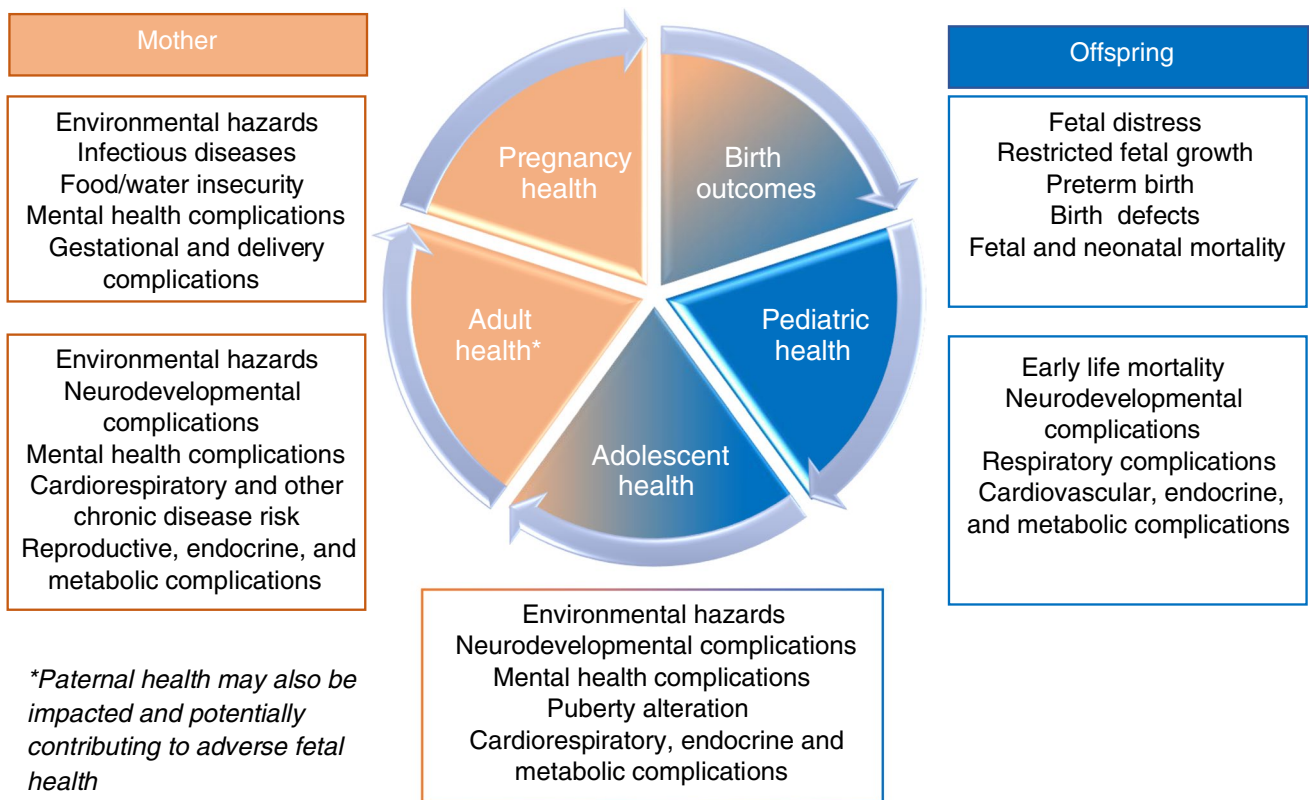 Mother
Environmental hazards
Infectious diseases
Food/water insecurity
Mental health complications
Gestational and delivery
complications
Environmental hazards
Neurodevelopmental
complications
Mental health complications
Cardiorespiratory and other
chronic disease risk
Reproductive, endocrine, and
metabolic complications
*Paternal health may also be
impacted and potentially
contributing to adverse fetal
health
Pregnancy
health
Birth
outcomes
Adult
health*
Pediatric
health
Adolescent
health
Environmental hazards
Neurodevelopmental complications
Mental health complications
Puberty alteration
Cardiorespiratory, endocrine and
metabolic complications
Offspring
Fetal distress
Restricted fetal growth
Preterm birth
Birth defects
Fetal and neonatal mortality
Early life mortality
Neurodevelopmental
complications
Respiratory complications
Cardiovascular, endocrine,
and metabolic complications